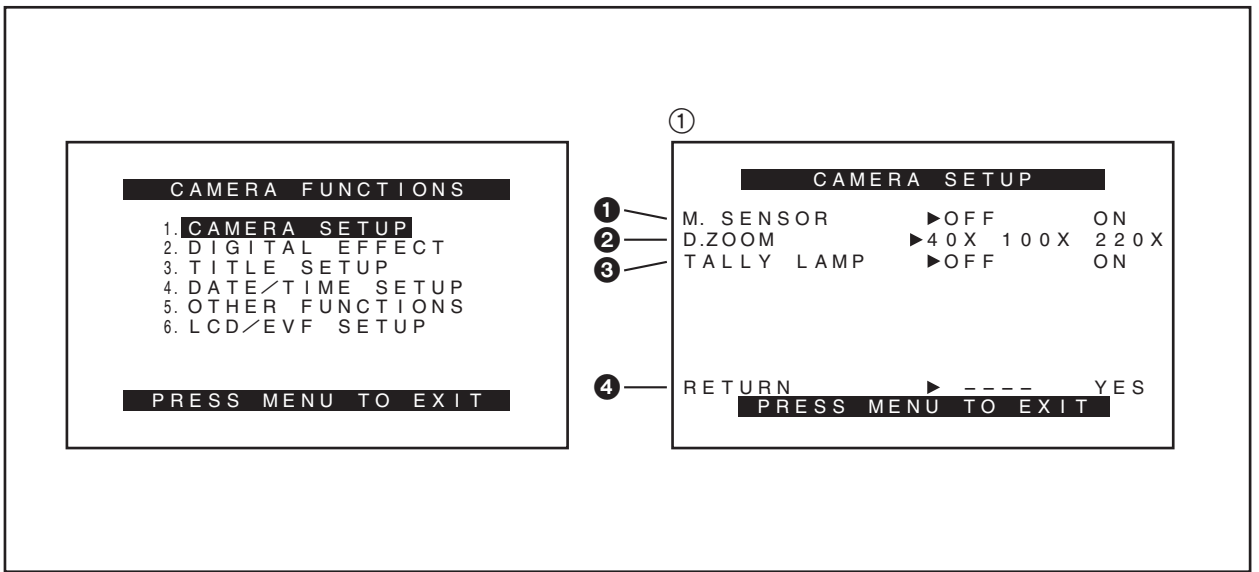 CAMERA FUNCTIONS
1. CAMERA SETUP
2. DIGITAL EFFECT
3. TITLE SETUP
4. DATE/TIME SETUP
5. OTHER FUNCTIONS
6. LCD/EVF SETUP
PRESS MENU TO EXIT
①
CAMERA SETUP
❶ M. SENSOR ▶OFF ON
❷ D.ZOOM ▶40X 100X 220X
❸ TALLY LAMP ▶OFF ON
❹ RETURN ▶ ---- YES
PRESS MENU TO EXIT